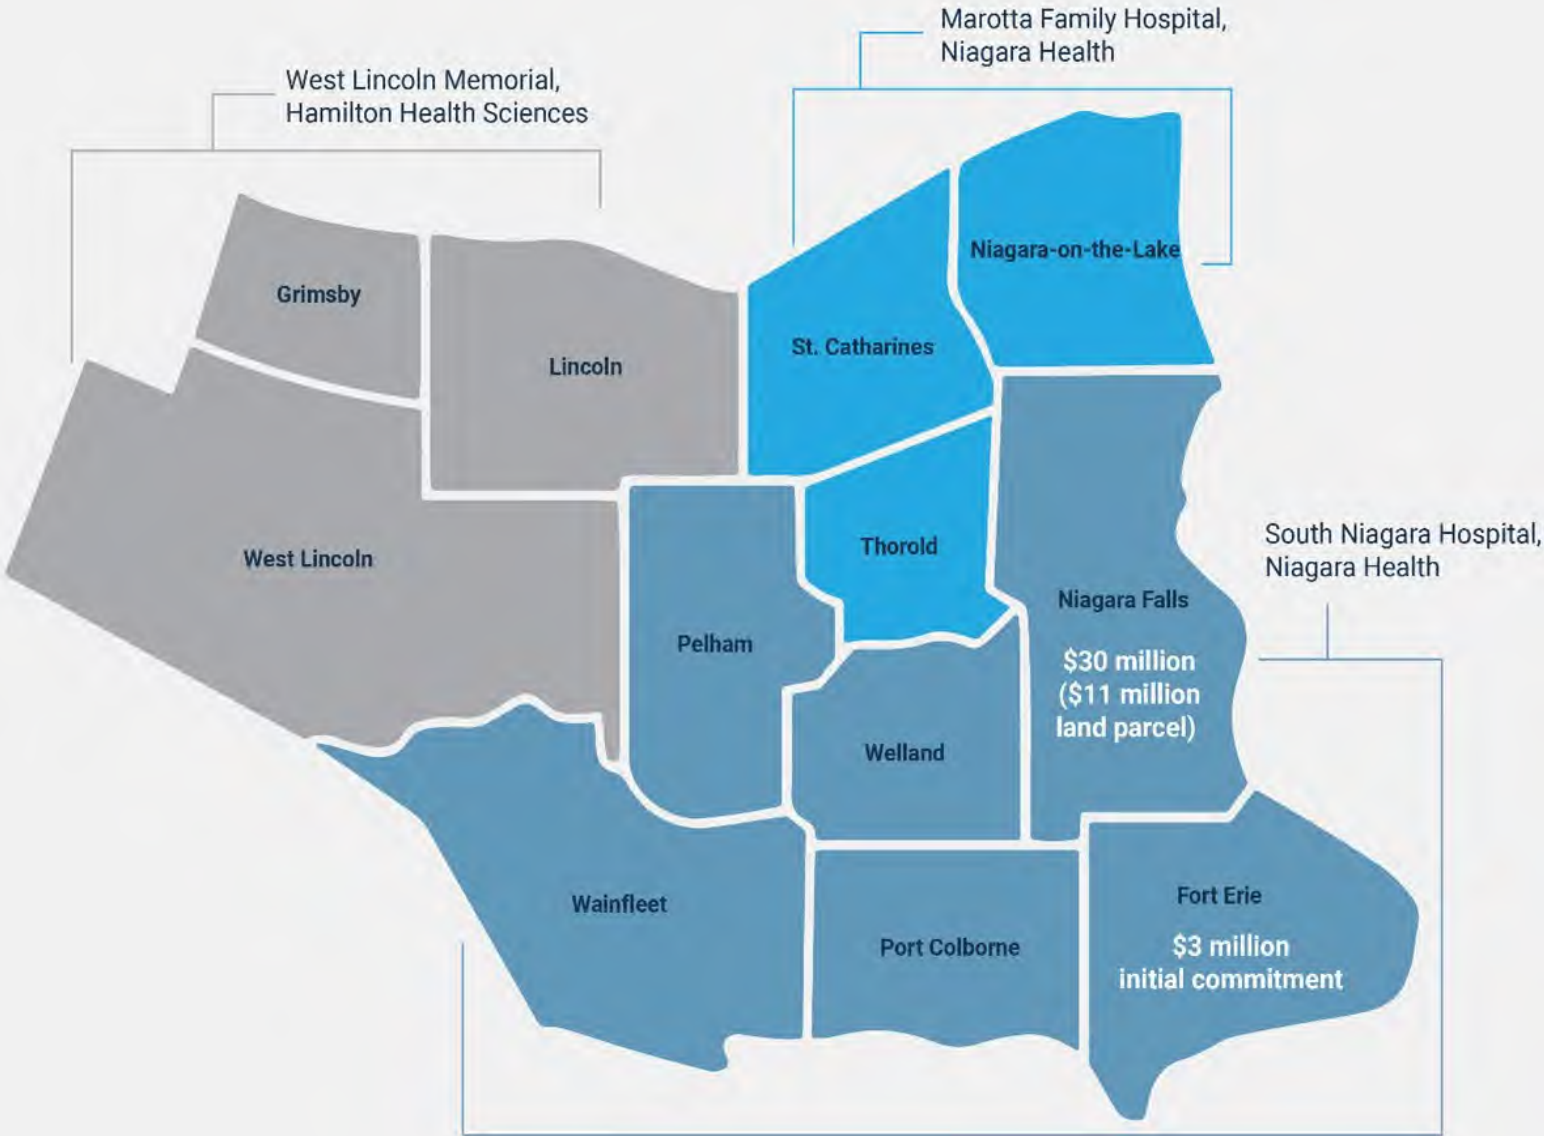 Marotta Family Hospital,
Niagara Health
West Lincoln Memorial,
Hamilton Health Sciences
Niagara-on-the-Lake
Grimsby
St. Catharines
Lincoln
South Niagara Hospital,
Niagara Health
Thorold
West Lincoln
Niagara Falls
$30 million
($11 million
land parcel)
Pelham
Welland
Wainfleet
Port Colborne
Fort Erie
$3 million
initial commitment